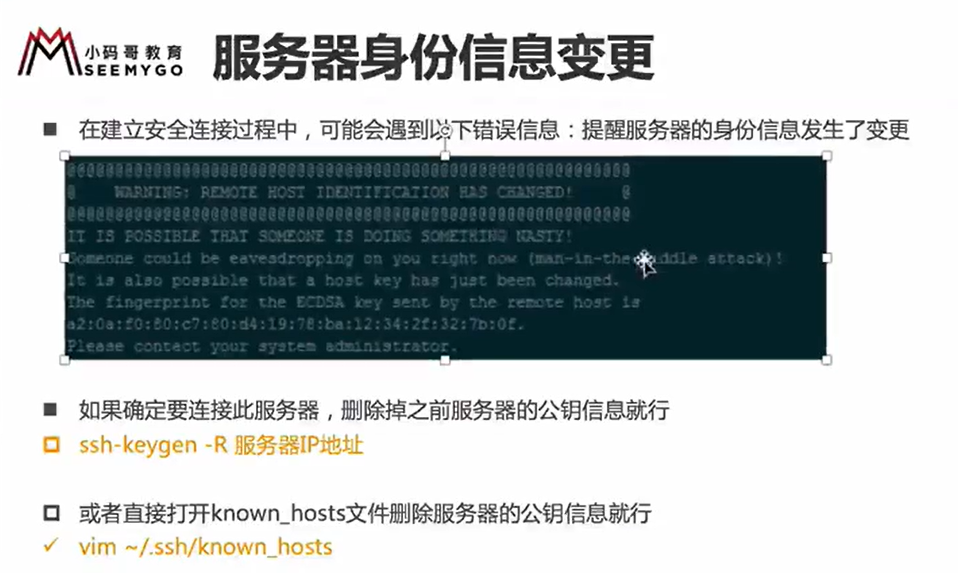 小码哥教育
SEEMYGO
服务器身份信息变更
在建立安全连接过程中，可能会遇到以下错误信息：提醒服务器的身份信息发生了变更
@@@@@@@@@@@@@@@@@@@@@@@@@@@@@@@@@@@@@@@@@@@@@@@@@@@@@@@@@@@
@ WARNING: REMOTE HOST IDENTIFICATION HAS CHANGED! @
@@@@@@@@@@@@@@@@@@@@@@@@@@@@@@@@@@@@@@@@@@@@@@@@@@@@@@@@@@@
IT IS POSSIBLE THAT SOMEONE IS DOING SOMETHING NASTY!
Someone could be eavesdropping on you right now (man-in-the-middle attack)!
It is also possible that a host key has just been changed.
The fingerprint for the ECDSA key sent by the remote host is
a2:0a:f0:80:c7:80:d4:19:78:ba:12:34:2f:32:7b:0f.
Please contact your system administrator.
如果确定要连接此服务器，删除掉之前服务器的公钥信息就行
ssh-keygen -R 服务器IP地址
或者直接打开known_hosts文件删除服务器的公钥信息就行
vim ~/.ssh/known_hosts